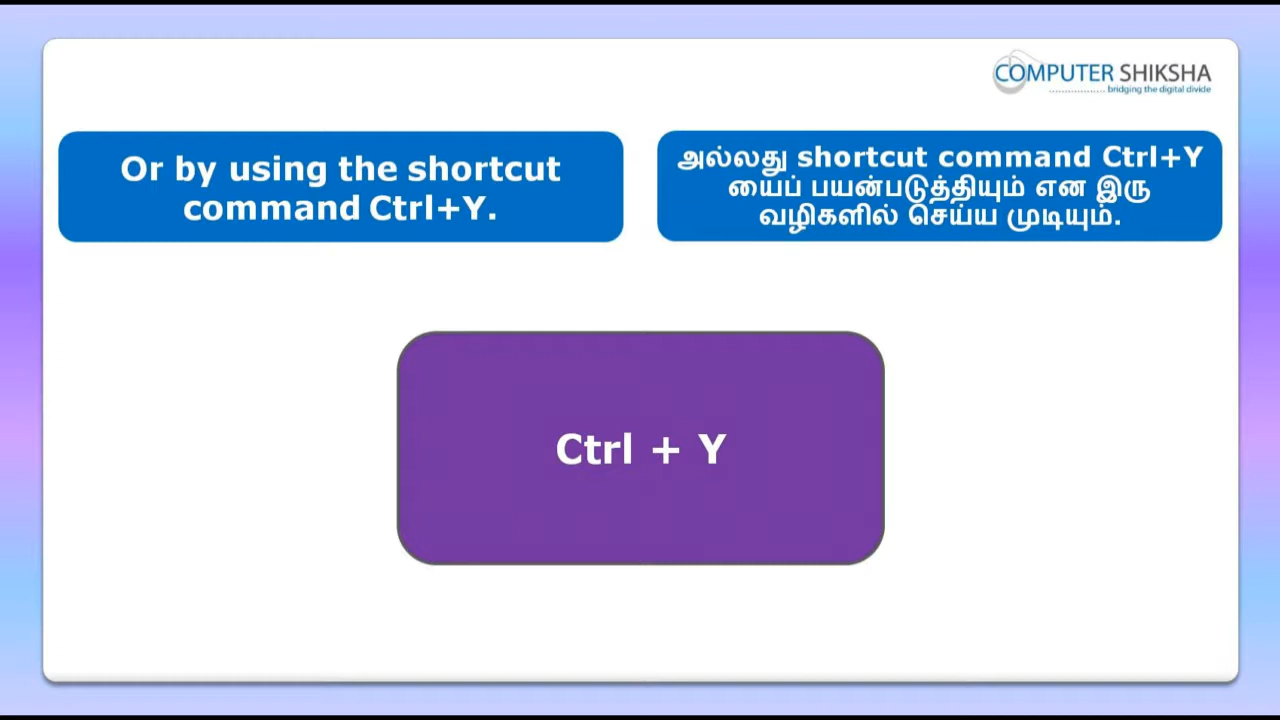 COMPUTER SHIKSHA
bridging the digital divide
Or by using the shortcut
command Ctrl+Y.
அல்லது shortcut command Ctrl+Y
யைப் பயன்படுத்தியும் என இரு
வழிகளில் செய்ய முடியும்.
Ctrl + Y